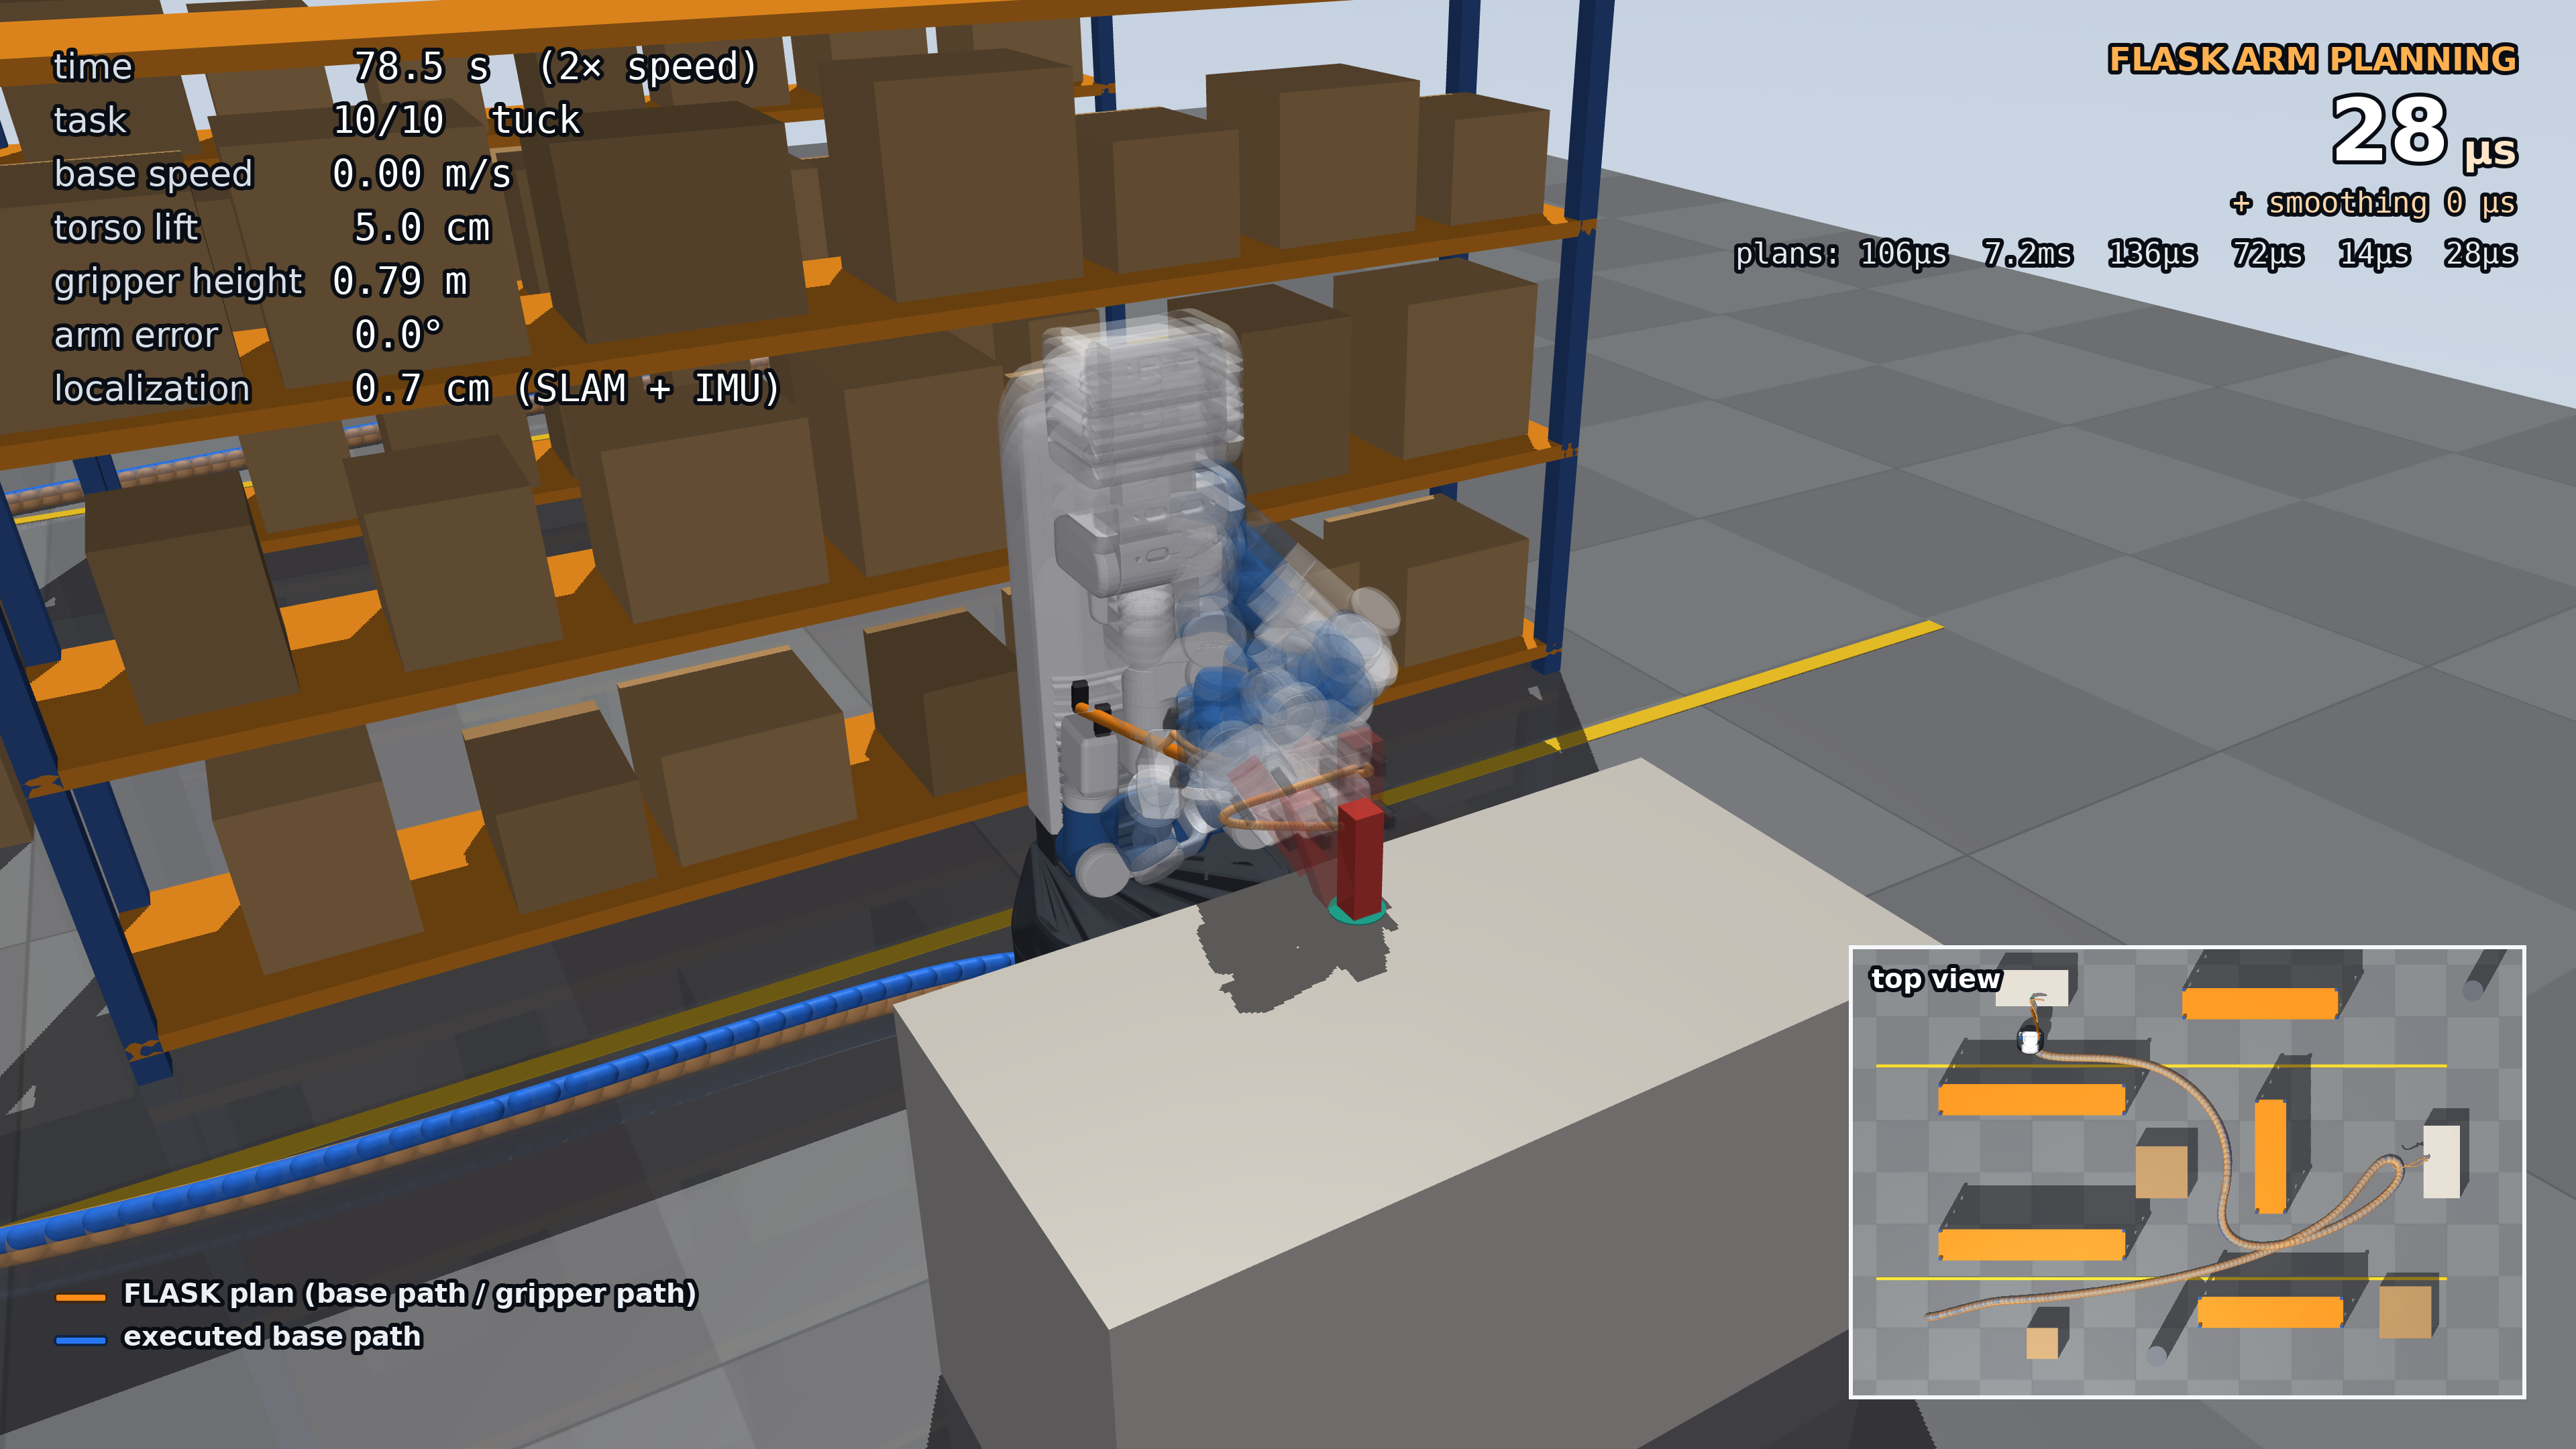 time 78.5 s (2× speed)
task 10/10 tuck
base speed 0.00 m/s
torso lift 5.0 cm
gripper height 0.79 m
arm error 0.0°
localization 0.7 cm (SLAM + IMU)
FLASK ARM PLANNING
28 µs
+ smoothing 0 µs
plans: 106µs 7.2ms 136µs 72µs 14µs 28µs
top view
FLASK plan (base path / gripper path)
executed base path